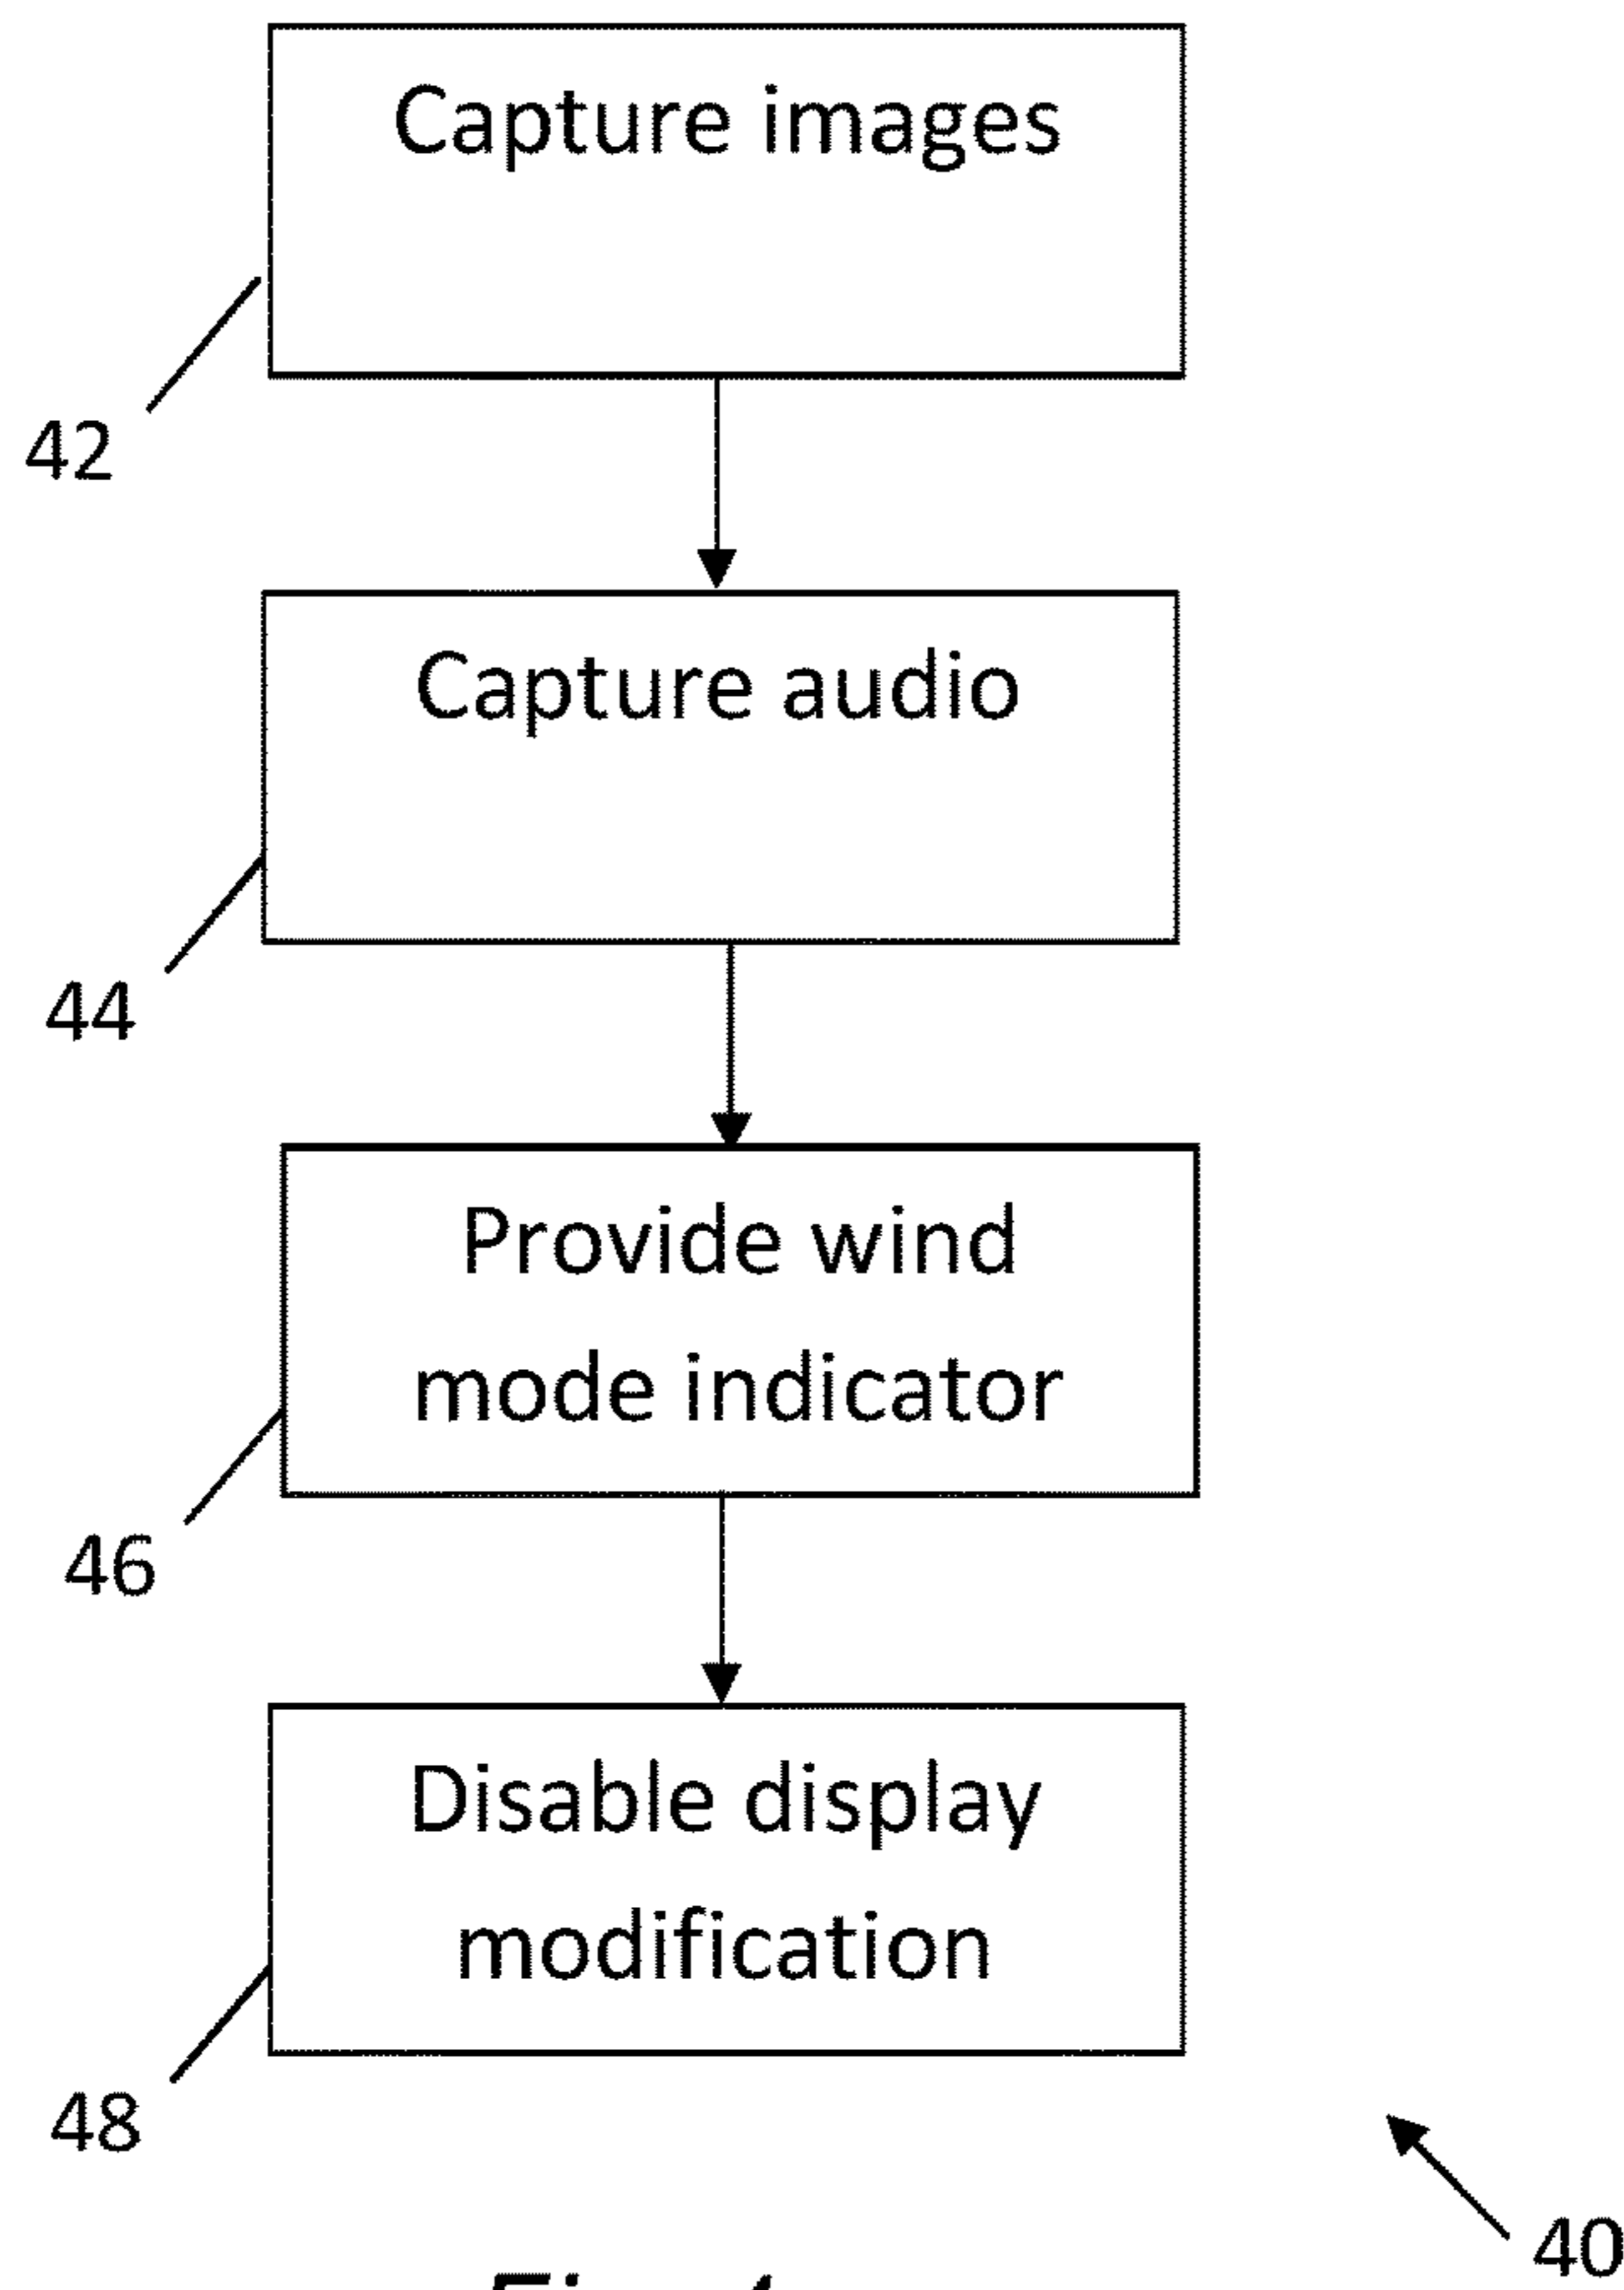 Capture images
42
Capture audio
44
Provide wind
mode indicator
46
Disable display
modification
48
40